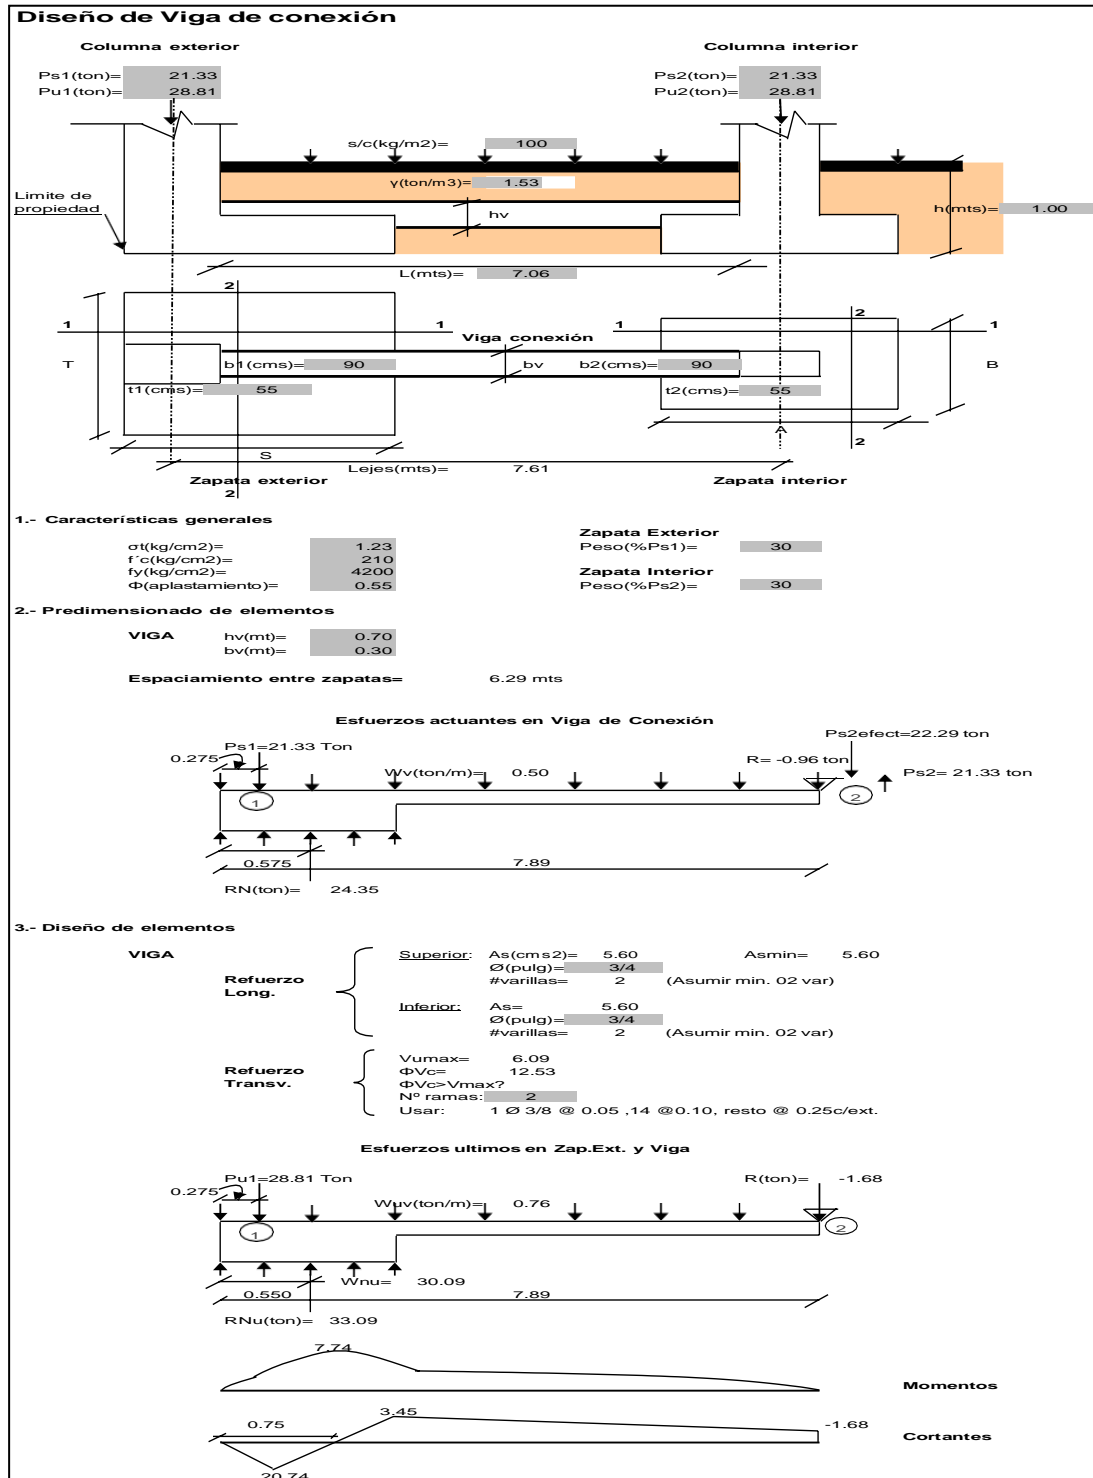 Diseño de Viga de conexión
Columna exterior Columna interior
Ps1(ton)= 21.33 Ps2(ton)= 21.33
Pu1(ton)= 28.81 Pu2(ton)= 28.81
s/c(kg/m2)= 100
γ(ton/m3)= 1.53
Limite de
propiedad
hv
h(mts)= 1.00
L(mts)= 7.06
2
2
1 1 1 1
Viga conexión
T b1(cms)= 90 bv b2(cms)= 90 B
t1(cms)= 55 t2(cms)= 55
A
2
S
Lejes(mts)= 7.61
Zapata exterior Zapata interior
2
1.- Características generales
Zapata Exterior
σt(kg/cm2)= 1.23 Peso(%Ps1)= 30
f´c(kg/cm2)= 210
fy(kg/cm2)= 4200 Zapata Interior
Φ(aplastamiento)= 0.55 Peso(%Ps2)= 30
2.- Predimensionado de elementos
VIGA hv(mt)= 0.70
bv(mt)= 0.30
Espaciamiento entre zapatas= 6.29 mts
Esfuerzos actuantes en Viga de Conexión
Ps2efect=22.29 ton
Ps1=21.33 Ton
0.275 R= -0.96 ton
Wv(ton/m)= 0.50 Ps2= 21.33 ton
1 2
0.575 7.89
RN(ton)= 24.35
3.- Diseño de elementos
VIGA Superior: As(cms2)= 5.60 Asmin= 5.60
Ø(pulg)= 3/4
Refuerzo
Long.
#varillas= 2 (Asumir min. 02 var)
Inferior: As= 5.60
Ø(pulg)= 3/4
#varillas= 2 (Asumir min. 02 var)
Vumax= 6.09
Refuerzo
Transv.
ΦVc= 12.53
ΦVc>Vmax?
Nº ramas: 2
Usar: 1 Ø 3/8 @ 0.05 ,14 @0.10, resto @ 0.25c/ext.
Esfuerzos ultimos en Zap.Ext. y Viga
Pu1=28.81 Ton R(ton)= -1.68
0.275
Wuv(ton/m)= 0.76
1 2
Wnu= 30.09
0.550 7.89
RNu(ton)= 33.09
7.74
Momentos
3.45
0.75 -1.68
Cortantes
20.74